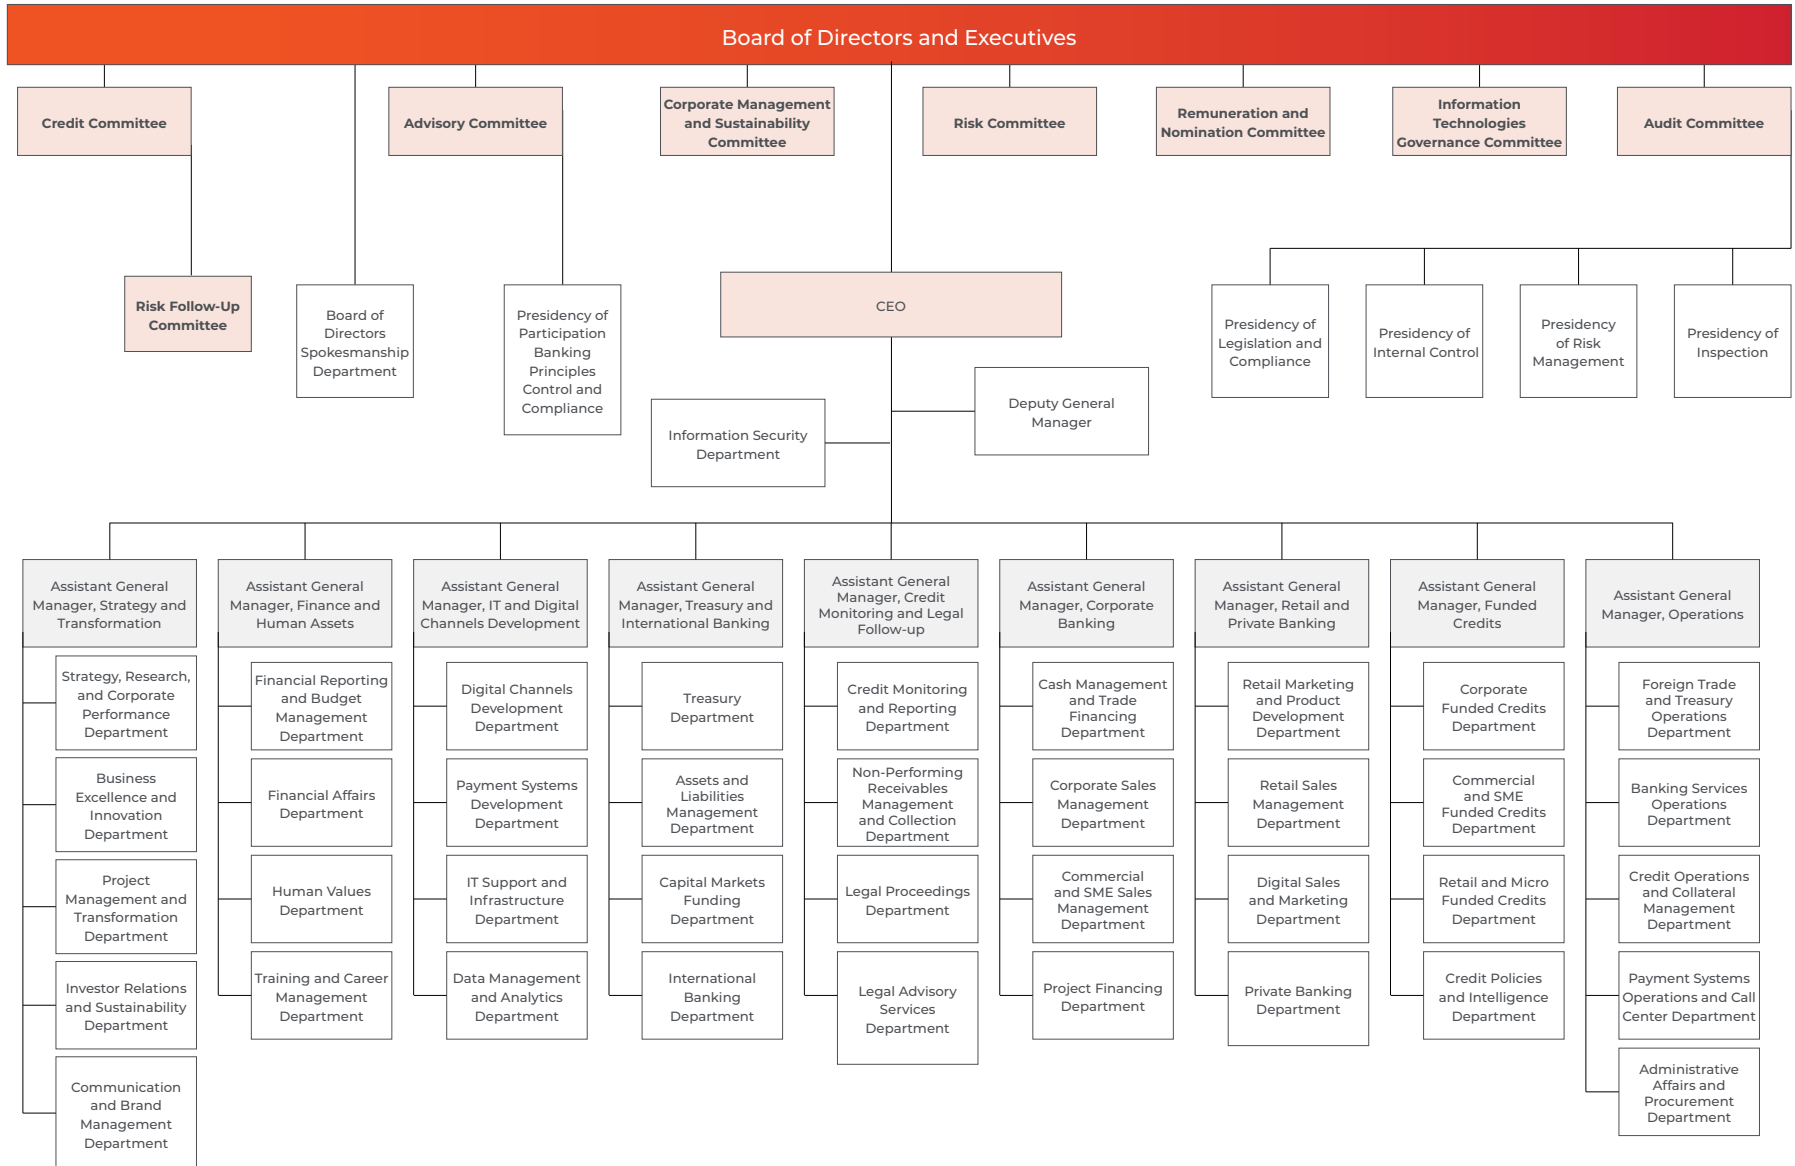 Board of Directors and Executives
Credit Committee
Advisory Committee
Corporate Management
and Sustainability
Committee
Risk Committee
Remuneration and
Nomination Committee
Information
Technologies
Governance Committee
Audit Committee
Risk Follow-Up
Committee
Board of
Directors
Spokesmanship
Department
Presidency of
Participation
Banking
Principles
Control and
Compliance
CEO
Presidency of
Legislation and
Compliance
Presidency of
Internal Control
Presidency
of Risk
Management
Presidency of
Inspection
Deputy General
Manager
Information Security
Department
Assistant General
Manager, Strategy and
Transformation
Assistant General
Manager, Finance and
Human Assets
Assistant General
Manager, IT and Digital
Channels Development
Assistant General
Manager, Treasury and
International Banking
Assistant General
Manager, Credit
Monitoring and Legal
Follow-up
Assistant General
Manager, Corporate
Banking
Assistant General
Manager, Retail and
Private Banking
Assistant General
Manager, Funded
Credits
Assistant General
Manager, Operations
Strategy, Research,
and Corporate
Performance
Department
Financial Reporting
and Budget
Management
Department
Digital Channels
Development
Department
Treasury
Department
Credit Monitoring
and Reporting
Department
Cash Management
and Trade
Financing
Department
Retail Marketing
and Product
Development
Department
Corporate
Funded Credits
Department
Foreign Trade
and Treasury
Operations
Department
Business
Excellence and
Innovation
Department
Financial Affairs
Department
Payment Systems
Development
Department
Assets and
Liabilities
Management
Department
Non-Performing
Receivables
Management
and Collection
Department
Corporate Sales
Management
Department
Retail Sales
Management
Department
Commercial
and SME
Funded Credits
Department
Banking Services
Operations
Department
Project
Management and
Transformation
Department
Human Values
Department
IT Support and
Infrastructure
Department
Capital Markets
Funding
Department
Legal Proceedings
Department
Commercial
and SME Sales
Management
Department
Digital Sales
and Marketing
Department
Retail and Micro
Funded Credits
Department
Credit Operations
and Collateral
Management
Department
Investor Relations
and Sustainability
Department
Training and Career
Management
Department
Data Management
and Analytics
Department
International
Banking
Department
Legal Advisory
Services
Department
Project Financing
Department
Private Banking
Department
Credit Policies
and Intelligence
Department
Payment Systems
Operations and Call
Center Department
Communication
and Brand
Management
Department
Administrative
Affairs and
Procurement
Department